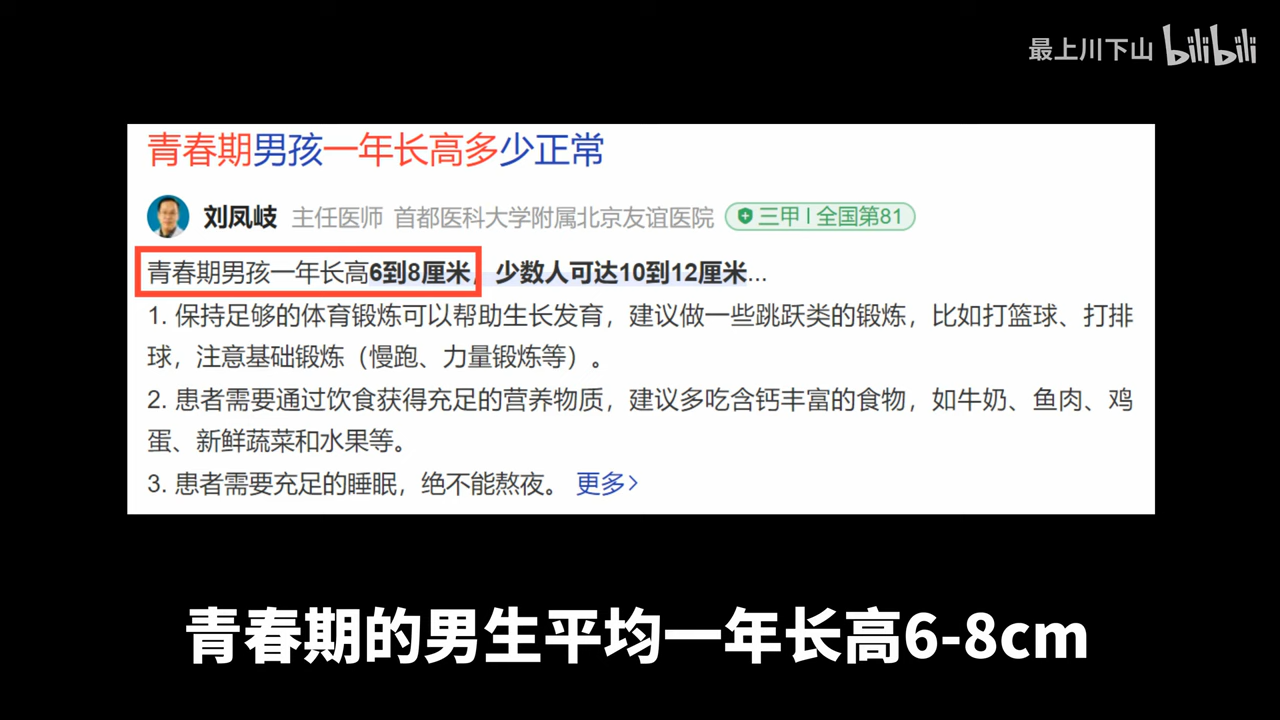 最上川下山 bilibili
青春期男孩一年长高多少正常
刘凤岐 主任医师 首都医科大学附属北京友谊医院 三甲 | 全国第81
青春期男孩一年长高6到8厘米，少数人可达10到12厘米...
1. 保持足够的体育锻炼可以帮助生长发育，建议做一些跳跃类的锻炼，比如打篮球、打排
球，注意基础锻炼（慢跑、力量锻炼等）。
2. 患者需要通过饮食获得充足的营养物质，建议多吃含钙丰富的食物，如牛奶、鱼肉、鸡
蛋、新鲜蔬菜和水果等。
3. 患者需要充足的睡眠，绝不能熬夜。 更多>
青春期的男生平均一年长高6-8cm